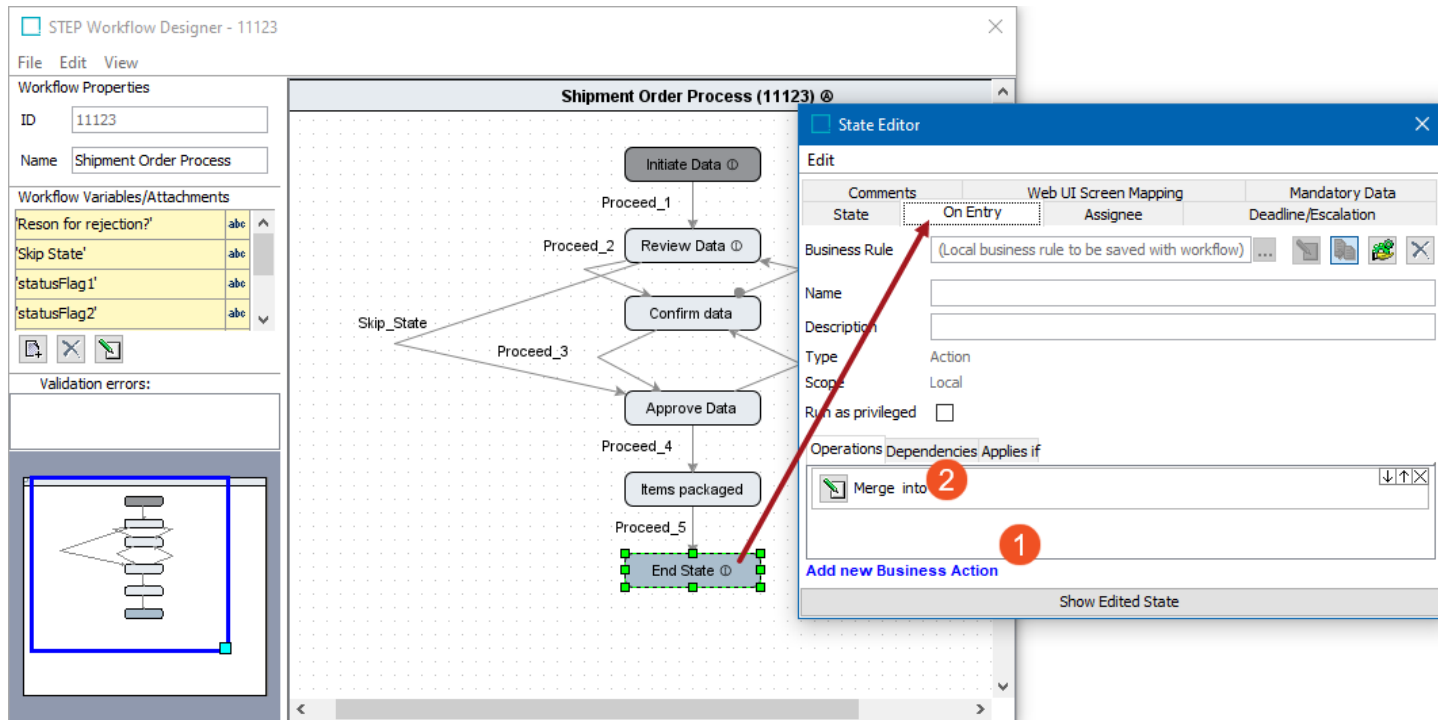 STEP Workflow Designer - 11123
File Edit View
Workflow Properties
ID 11123
Name Shipment Order Process
Workflow Variables/Attachments
'Reson for rejection?' abc
'Skip State' abc
'statusFlag1' abc
'statusFlag2' abc
Validation errors:
Shipment Order Process (11123)
Initiate Data
Proceed_1
Proceed_2
Review Data
Confirm data
Skip_State
Proceed_3
Approve Data
Proceed_4
Items packaged
Proceed_5
End State
State Editor
Edit
Comments Web UI Screen Mapping Mandatory Data
State On Entry Assignee Deadline/Escalation
Business Rule (Local business rule to be saved with workflow) ...
Name
Description
Type Action
Scope Local
Run as privileged
Operations Dependencies Applies if
Merge into 2
1
Add new Business Action
Show Edited State